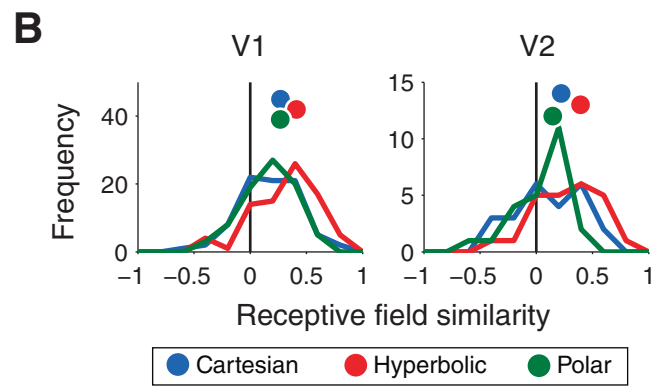 B
V1
V2
Frequency
40
20
0
−1 −0.5 0 0.5 1
15
10
5
0
−1 −0.5 0 0.5 1
Receptive field similarity
Cartesian Hyperbolic Polar